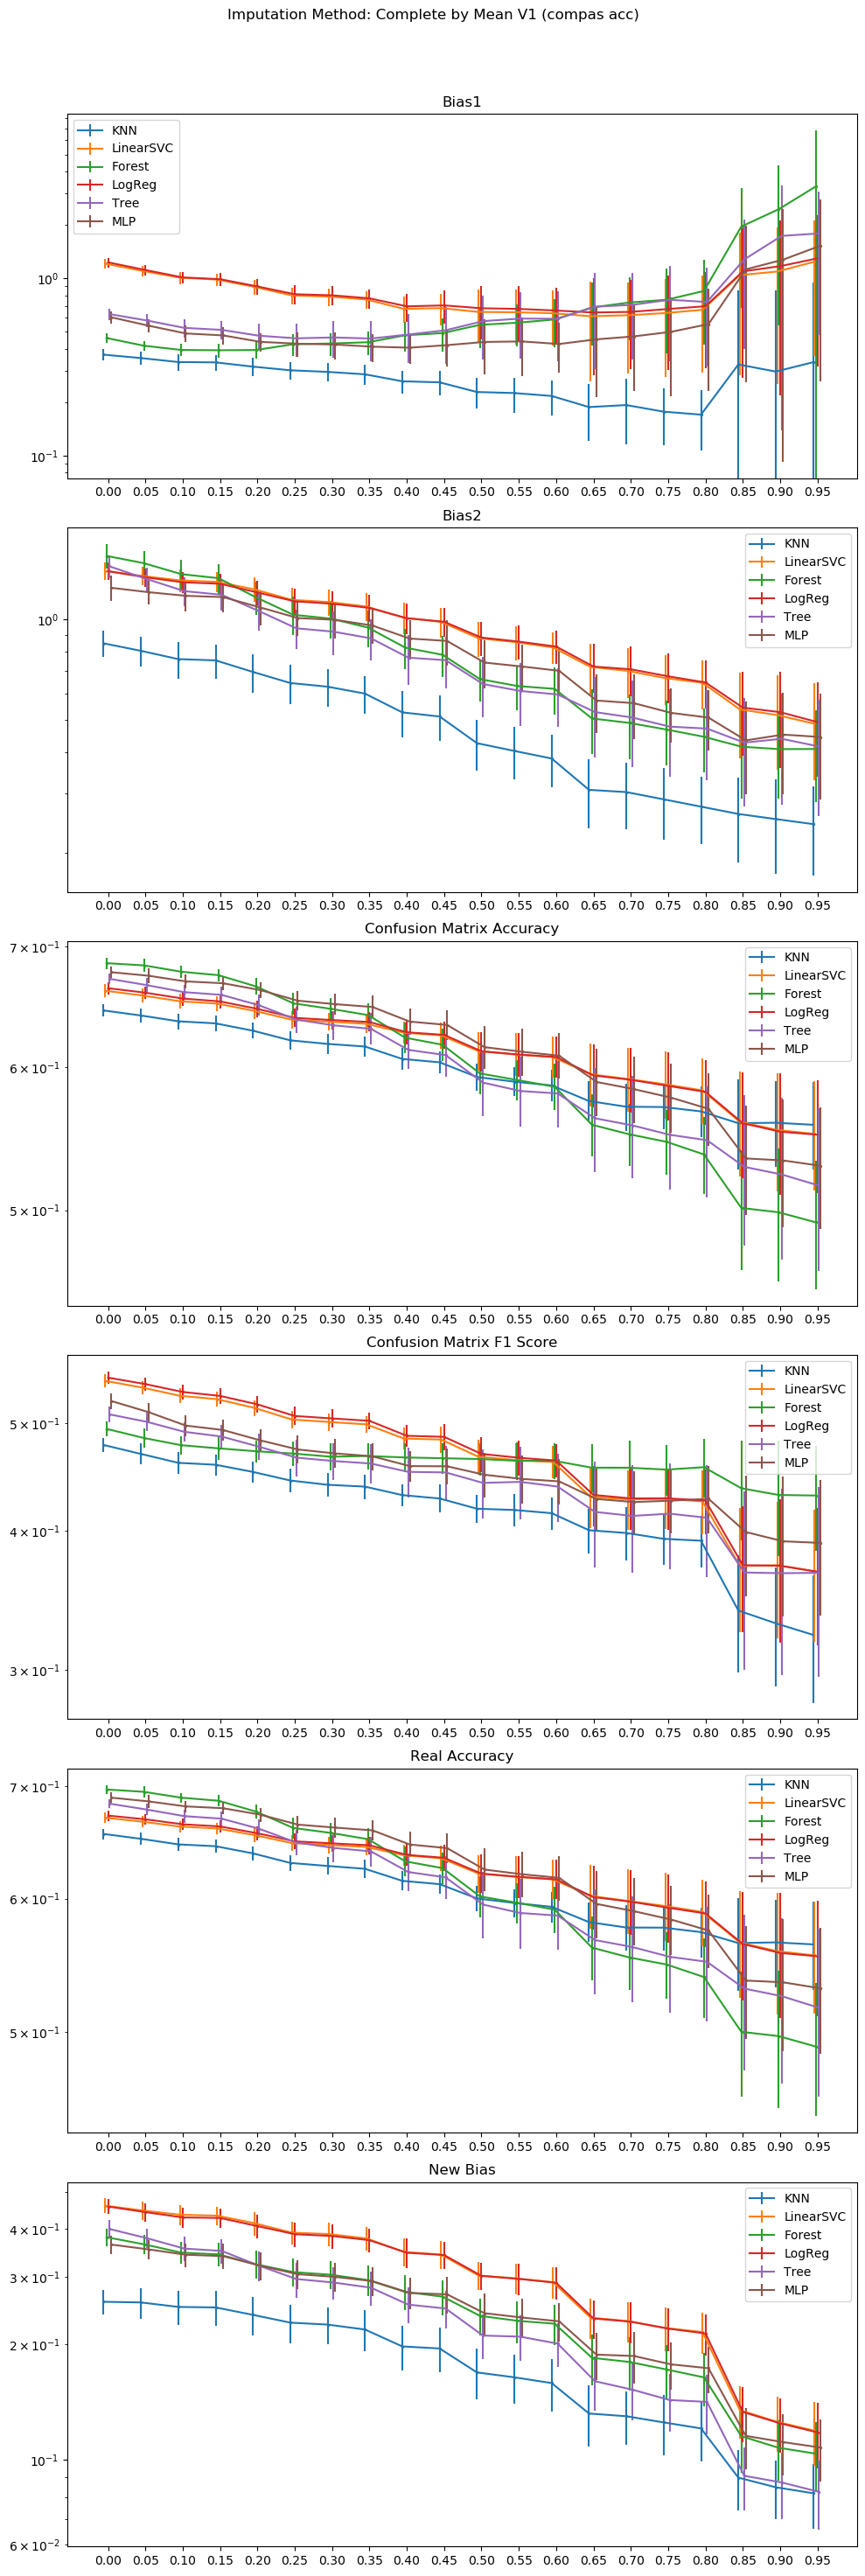 Imputation Method: Complete by Mean V1 (compas acc)
Bias1
KNN
LinearSVC
Forest
LogReg
Tree
MLP
10⁰
10⁻¹
0.00 0.05 0.10 0.15 0.20 0.25 0.30 0.35 0.40 0.45 0.50 0.55 0.60 0.65 0.70 0.75 0.80 0.85 0.90 0.95
Bias2
KNN
LinearSVC
Forest
LogReg
Tree
MLP
10⁰
0.00 0.05 0.10 0.15 0.20 0.25 0.30 0.35 0.40 0.45 0.50 0.55 0.60 0.65 0.70 0.75 0.80 0.85 0.90 0.95
Confusion Matrix Accuracy
7 × 10⁻¹
KNN
LinearSVC
Forest
LogReg
Tree
MLP
6 × 10⁻¹
5 × 10⁻¹
0.00 0.05 0.10 0.15 0.20 0.25 0.30 0.35 0.40 0.45 0.50 0.55 0.60 0.65 0.70 0.75 0.80 0.85 0.90 0.95
Confusion Matrix F1 Score
KNN
LinearSVC
Forest
LogReg
Tree
MLP
5 × 10⁻¹
4 × 10⁻¹
3 × 10⁻¹
0.00 0.05 0.10 0.15 0.20 0.25 0.30 0.35 0.40 0.45 0.50 0.55 0.60 0.65 0.70 0.75 0.80 0.85 0.90 0.95
Real Accuracy
7 × 10⁻¹
KNN
LinearSVC
Forest
LogReg
Tree
MLP
6 × 10⁻¹
5 × 10⁻¹
0.00 0.05 0.10 0.15 0.20 0.25 0.30 0.35 0.40 0.45 0.50 0.55 0.60 0.65 0.70 0.75 0.80 0.85 0.90 0.95
New Bias
KNN
LinearSVC
Forest
LogReg
Tree
MLP
4 × 10⁻¹
3 × 10⁻¹
2 × 10⁻¹
10⁻¹
6 × 10⁻²
0.00 0.05 0.10 0.15 0.20 0.25 0.30 0.35 0.40 0.45 0.50 0.55 0.60 0.65 0.70 0.75 0.80 0.85 0.90 0.95